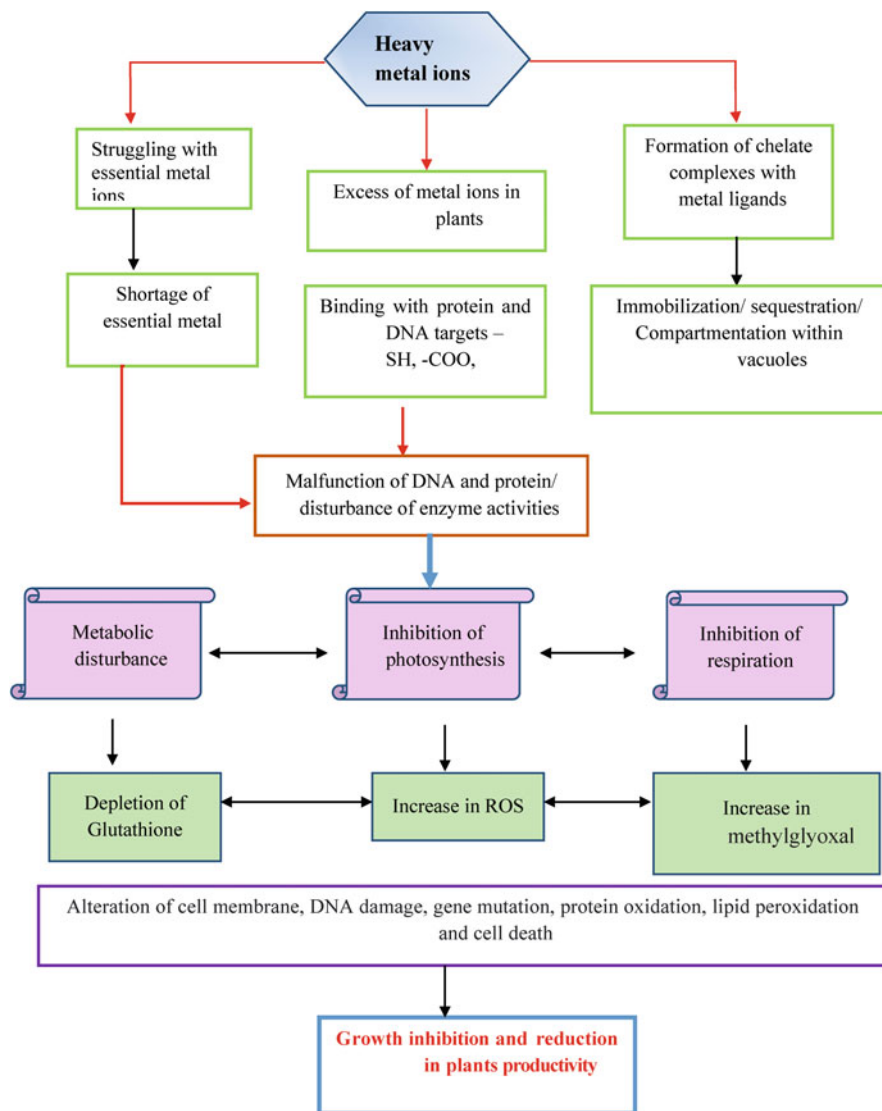 Heavy
metal ions
Struggling with
essential metal
ions
Excess of metal ions in
plants
Formation of chelate
complexes with
metal ligands
Shortage of
essential metal
Binding with protein and
DNA targets –
SH, -COO,
Immobilization/ sequestration/
Compartmentation within
vacuoles
Malfunction of DNA and protein/
disturbance of enzyme activities
Metabolic
disturbance
Inhibition of
photosynthesis
Inhibition of
respiration
Depletion of
Glutathione
Increase in ROS
Increase in
methylglyoxal
Alteration of cell membrane, DNA damage, gene mutation, protein oxidation, lipid peroxidation
and cell death
Growth inhibition and reduction
in plants productivity